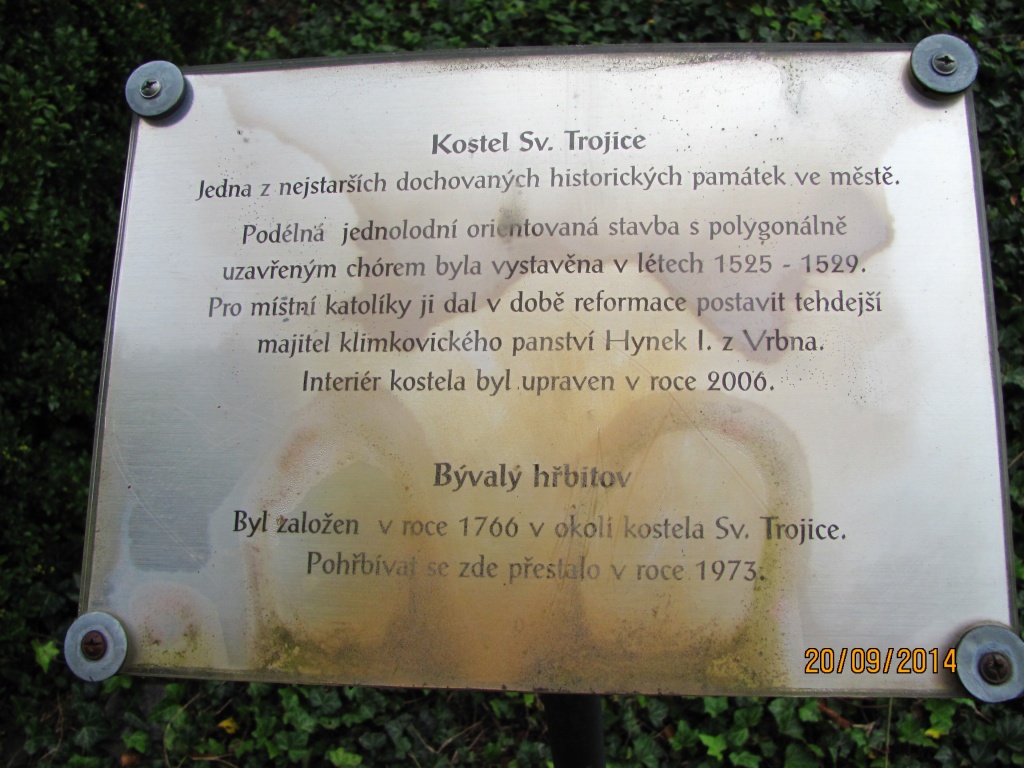 Kostel Sv. Trojice
Jedna z nejstarších dochovaných historických památek ve městě.
Podélná jednolodní orientovaná stavba s polygonálně
uzavřeným chórem byla vystavěna v létech 1525 - 1529.
Pro místní katolíky ji dal v době reformace postavit tehdejší
majitel klimkovického panství Hynek I. z Vrbna.
Interiér kostela byl upraven v roce 2006.
Bývalý hřbitov
Byl založen v roce 1766 v okolí kostela Sv. Trojice.
Pohřbívat se zde přestalo v roce 1973.
20/09/2014